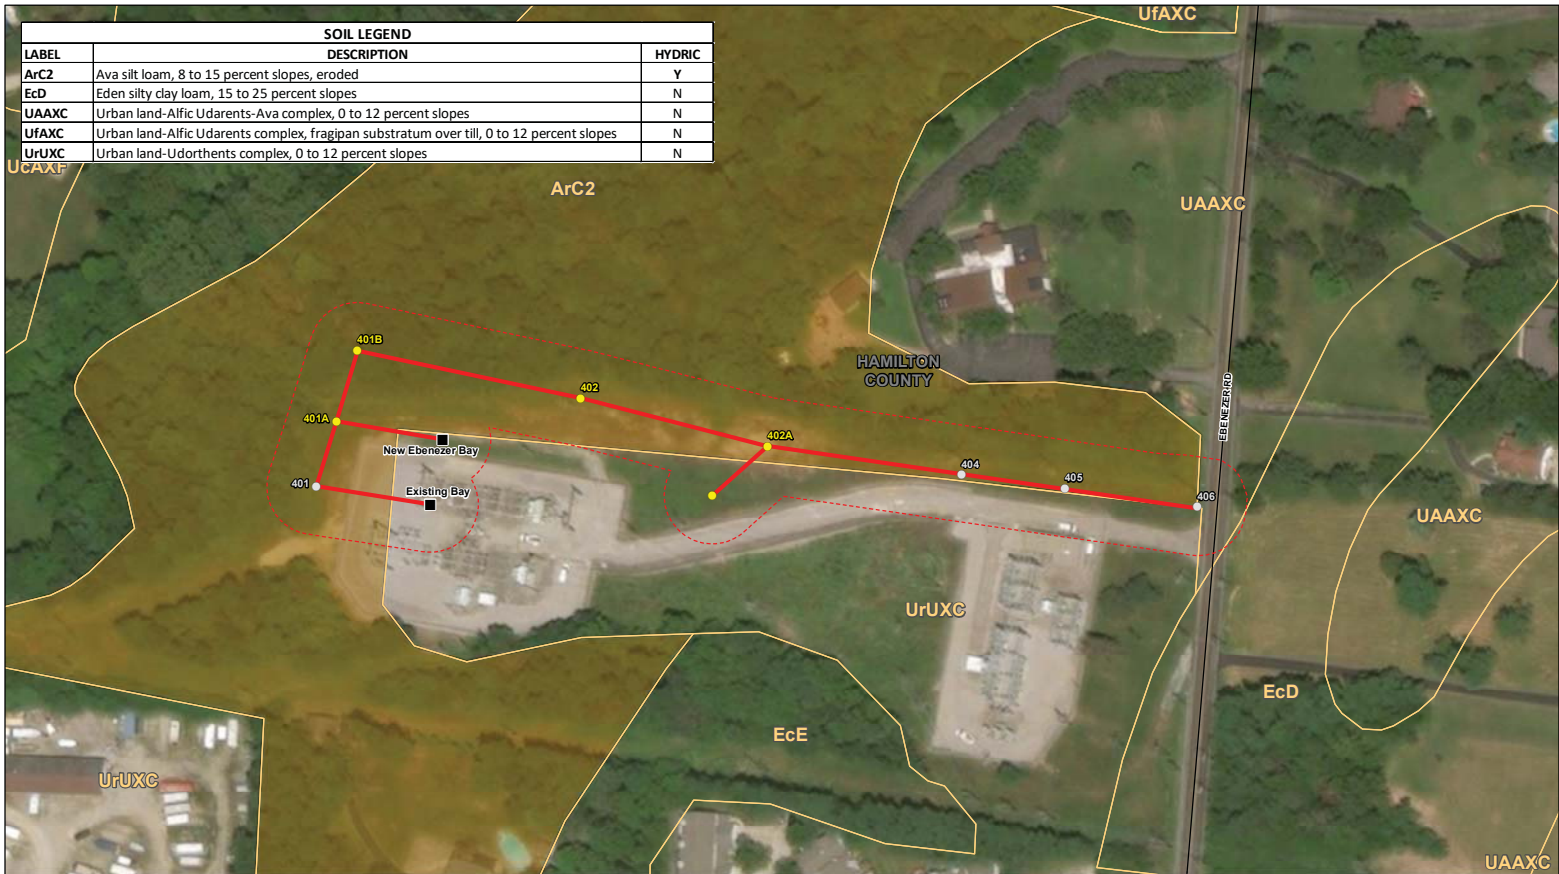 SOIL LEGEND
LABEL DESCRIPTION HYDRIC
ArC2 Ava silt loam, 8 to 15 percent slopes, eroded Y
EcD Eden silty clay loam, 15 to 25 percent slopes N
UAAXC Urban land-Alfic Udarents-Ava complex, 0 to 12 percent slopes N
UfAXC Urban land-Alfic Udarents complex, fragipan substratum over till, 0 to 12 percent slopes N
UrUXC Urban land-Udorthents complex, 0 to 12 percent slopes N
UfAXC
UcAXF
ArC2
UAAXC
401B
HAMILTON
COUNTY
402
EBENEZER RD
401A
402A
New Ebenezer Bay
404
405
401
Existing Bay
406
UAAXC
UrUXC
EcD
EcE
UrUXC
UAAXC